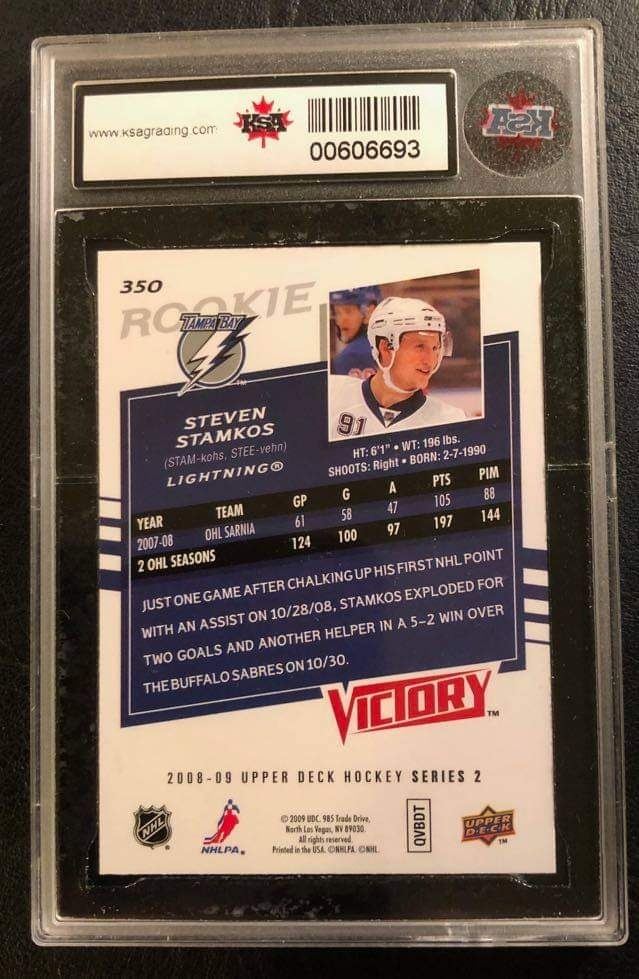 www.ksagrading.com
KSA
00606693
KSA
350
ROOKIE
TAMPA BAY
TM
91
STEVEN
STAMKOS
(STAM-kohs, STEE-vehn)
LIGHTNING®
HT: 6'1" • WT: 196 lbs.
SHOOTS: Right • BORN: 2-7-1990
YEAR TEAM GP G A PTS PIM
2007-08 OHL SARNIA 61 58 47 105 88
2 OHL SEASONS 124 100 97 197 144
JUST ONE GAME AFTER CHALKING UP HIS FIRST NHL POINT
WITH AN ASSIST ON 10/28/08, STAMKOS EXPLODED FOR
TWO GOALS AND ANOTHER HELPER IN A 5–2 WIN OVER
THE BUFFALO SABRES ON 10/30.
VICTORY™
2008-09 UPPER DECK HOCKEY SERIES 2
NHL
NHLPA.
© 2009 UDC. 985 Trade Drive,
North Las Vegas, NV 89030.
All rights reserved.
Printed in the USA. ©NHLPA. ©NHL.
QVBDT
UPPER
DECK
TM